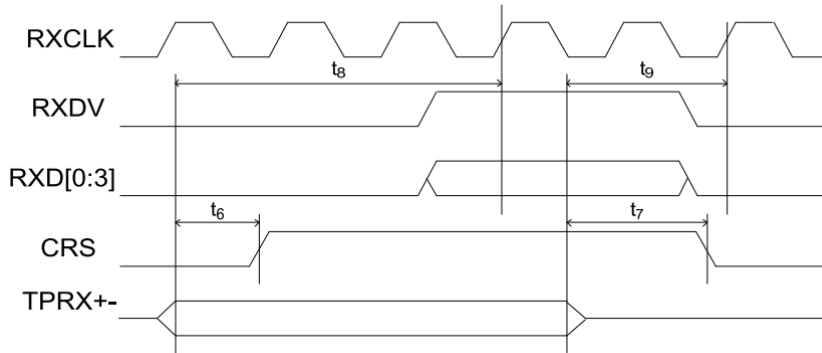 RXCLK
t8 t9
RXDV
RXD[0:3]
t6 t7
CRS
TPRX+-